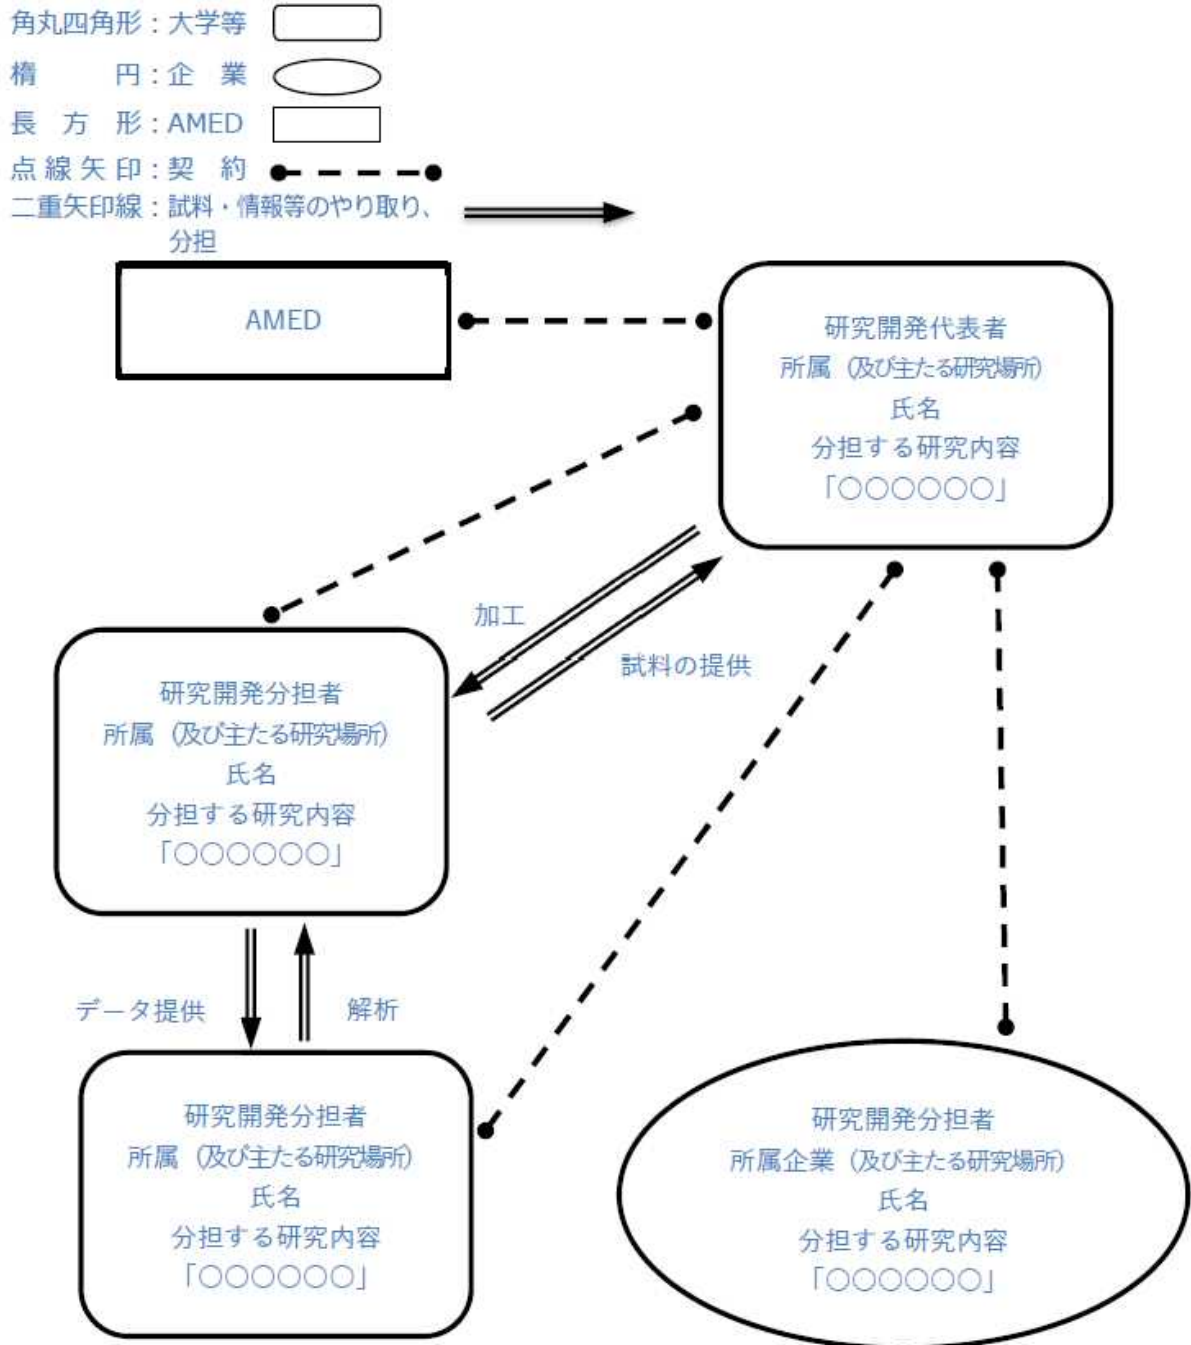 角丸四角形：大学等
楕　　　円：企　業
長　方　形：AMED
点 線 矢 印：契　約
二重矢印線：試料・情報等のやり取り、
分担
AMED
研究開発代表者
所属（及び主たる研究場所）
氏名
分担する研究内容
「〇〇〇〇〇〇」
加工
試料の提供
研究開発分担者
所属（及び主たる研究場所）
氏名
分担する研究内容
「〇〇〇〇〇〇」
データ提供
解析
研究開発分担者
所属（及び主たる研究場所）
氏名
分担する研究内容
「〇〇〇〇〇〇」
研究開発分担者
所属企業（及び主たる研究場所）
氏名
分担する研究内容
「〇〇〇〇〇〇」